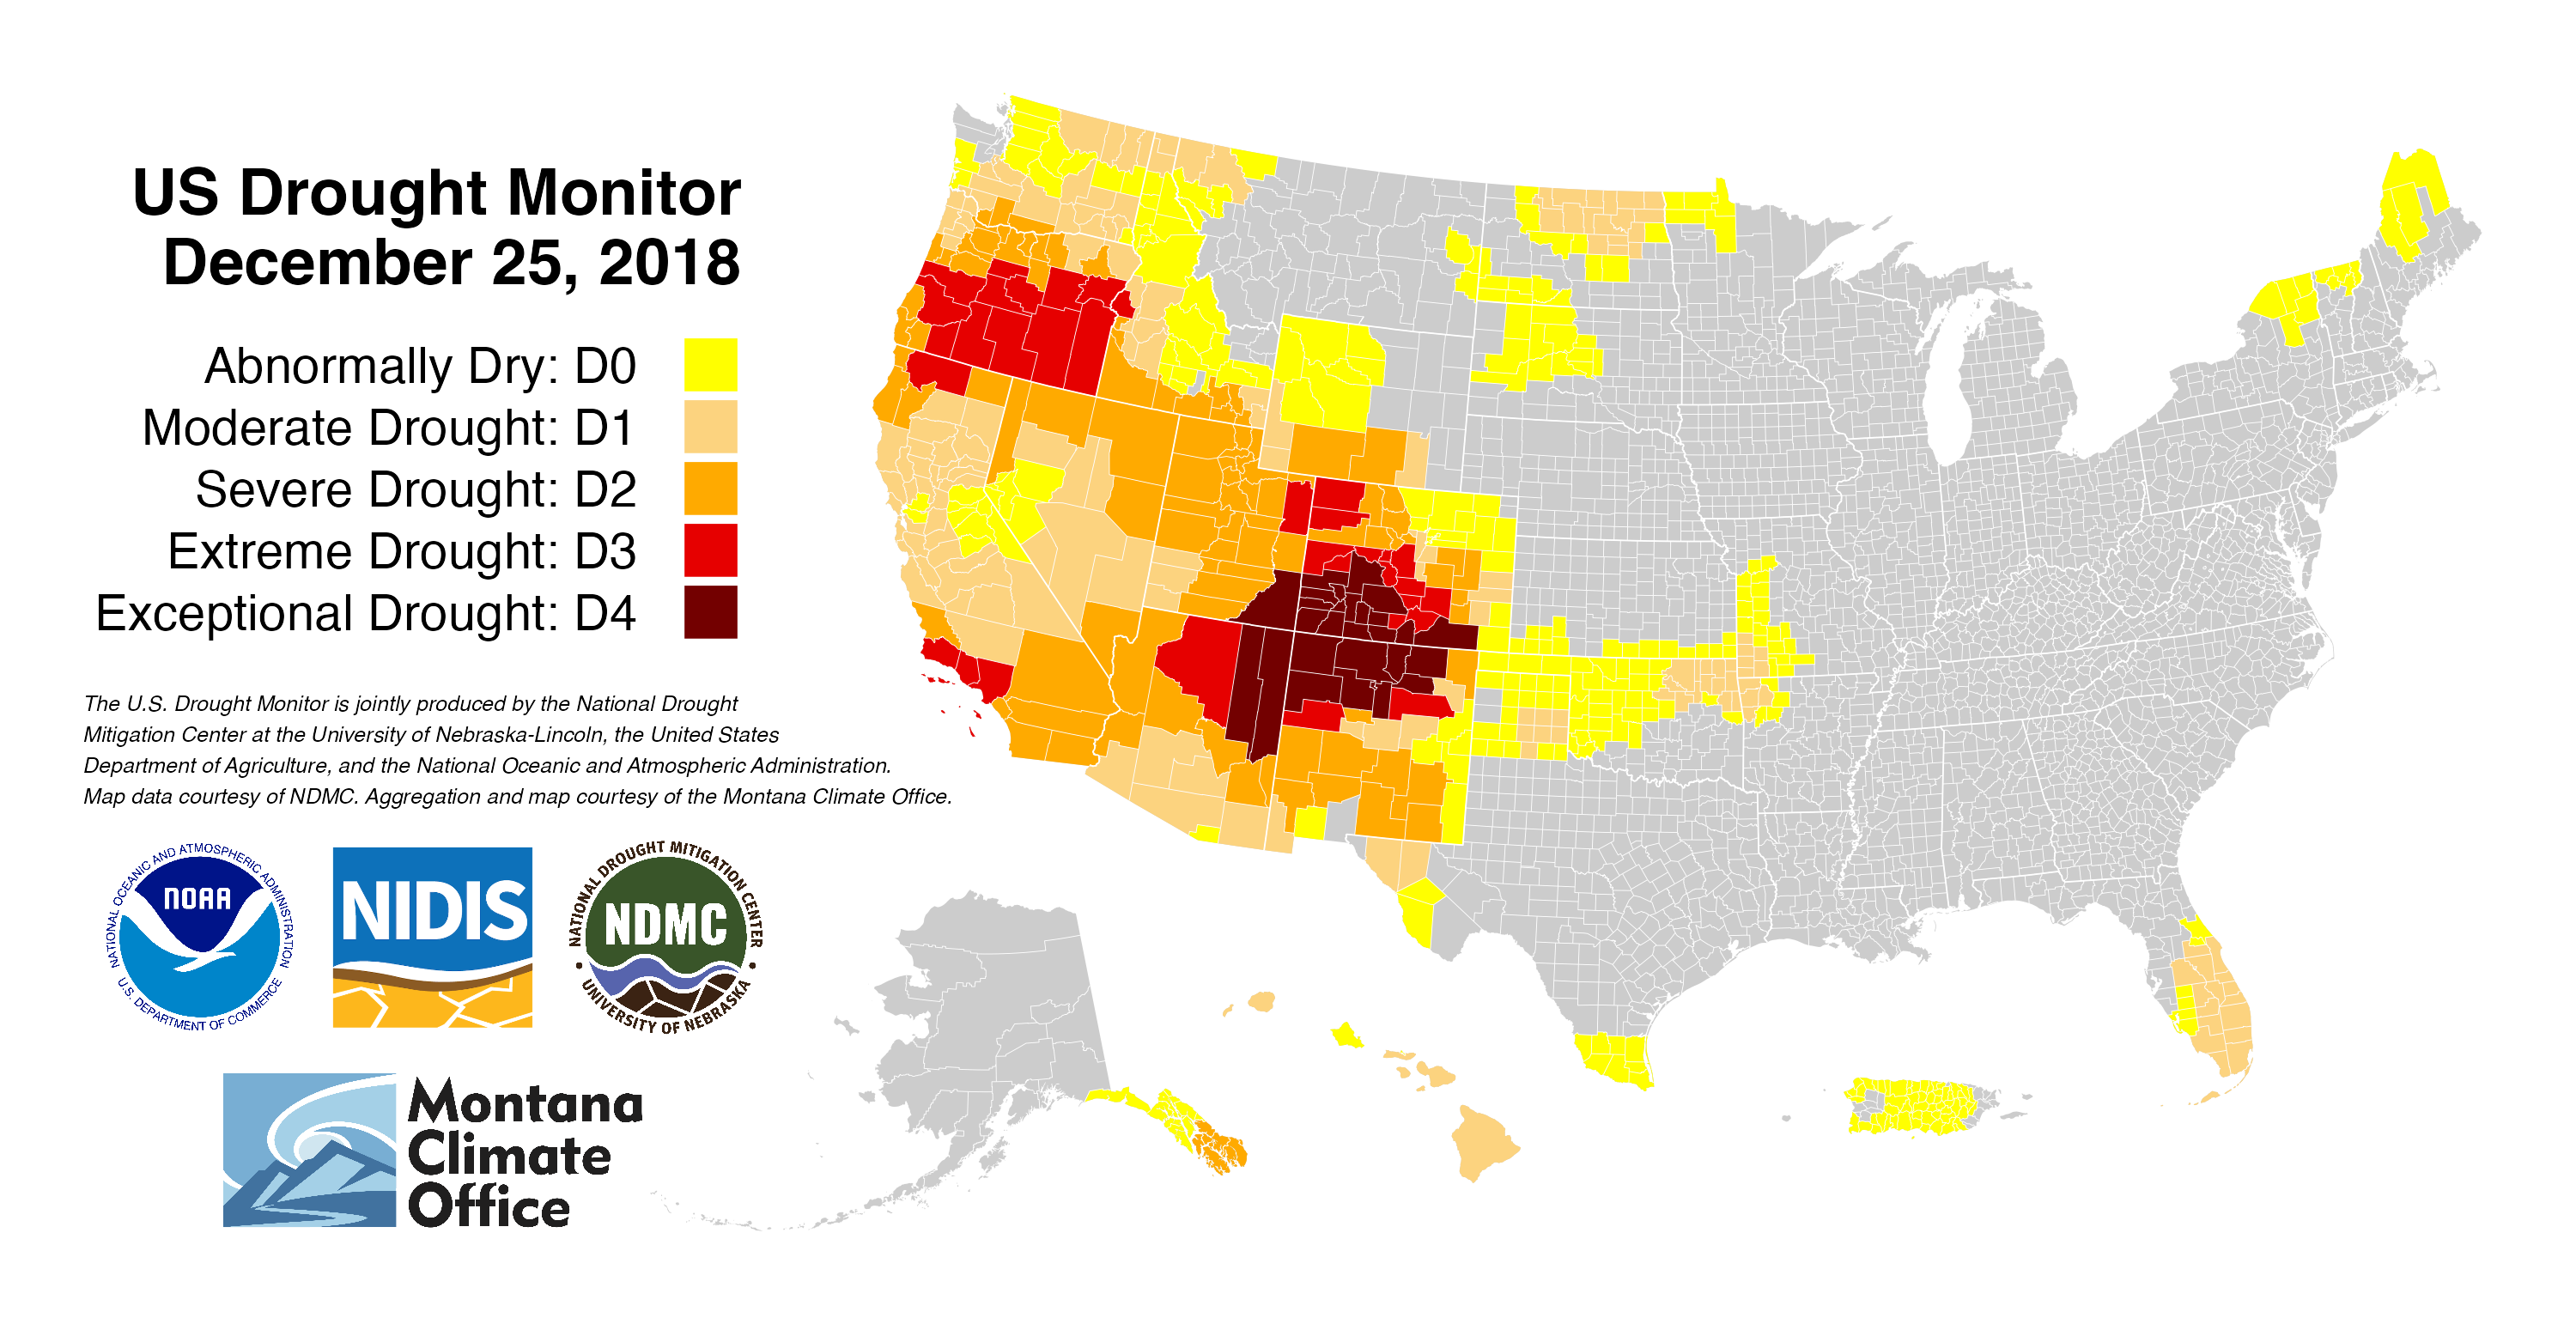 US Drought Monitor
December 25, 2018
Abnormally Dry: D0
Moderate Drought: D1
Severe Drought: D2
Extreme Drought: D3
Exceptional Drought: D4
The U.S. Drought Monitor is jointly produced by the National Drought
Mitigation Center at the University of Nebraska-Lincoln, the United States
Department of Agriculture, and the National Oceanic and Atmospheric Administration.
Map data courtesy of NDMC. Aggregation and map courtesy of the Montana Climate Office.
NATIONAL OCEANIC AND ATMOSPHERIC ADMINISTRATION
NOAA
U.S. DEPARTMENT OF COMMERCE
NIDIS
NATIONAL DROUGHT MITIGATION CENTER
NDMC
UNIVERSITY OF NEBRASKA
Montana
Climate
Office